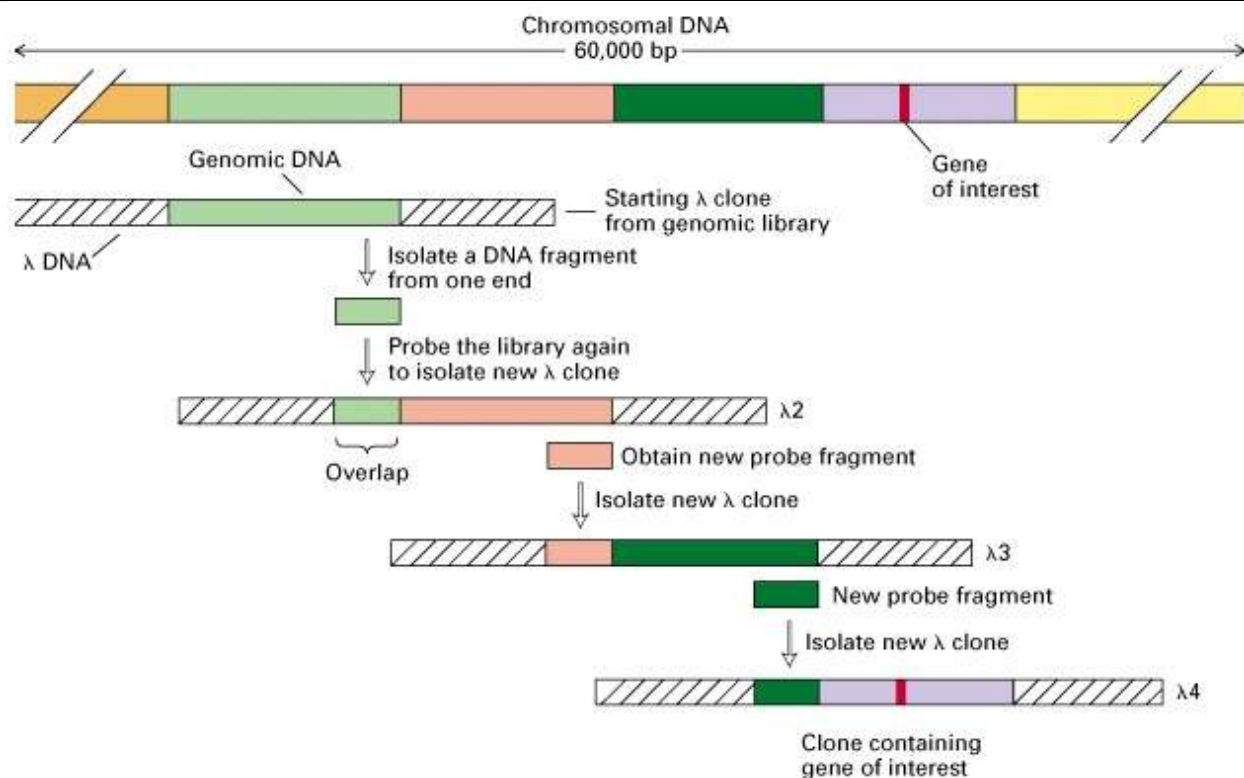 Chromosomal DNA
60,000 bp
Gene
of interest
Genomic DNA
Starting λ clone
from genomic library
λ DNA
Isolate a DNA fragment
from one end
Probe the library again
to isolate new λ clone
λ2
Overlap
Obtain new probe fragment
Isolate new λ clone
λ3
New probe fragment
Isolate new λ clone
λ4
Clone containing
gene of interest